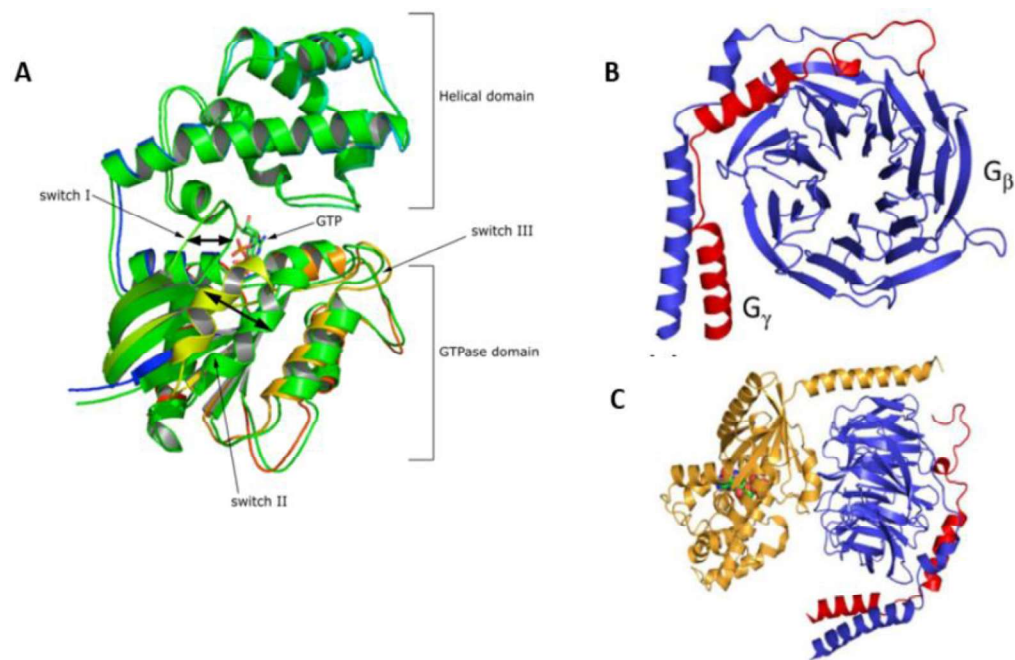 A
Helical domain
switch I
GTP
switch III
GTPase domain
switch II
B
Gβ
Gγ
C